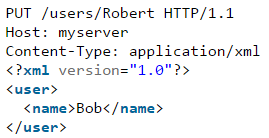 PUT /users/Robert HTTP/1.1
Host: myserver
Content-Type: application/xml
<?xml version="1.0"?>
<user>
  <name>Bob</name>
</user>